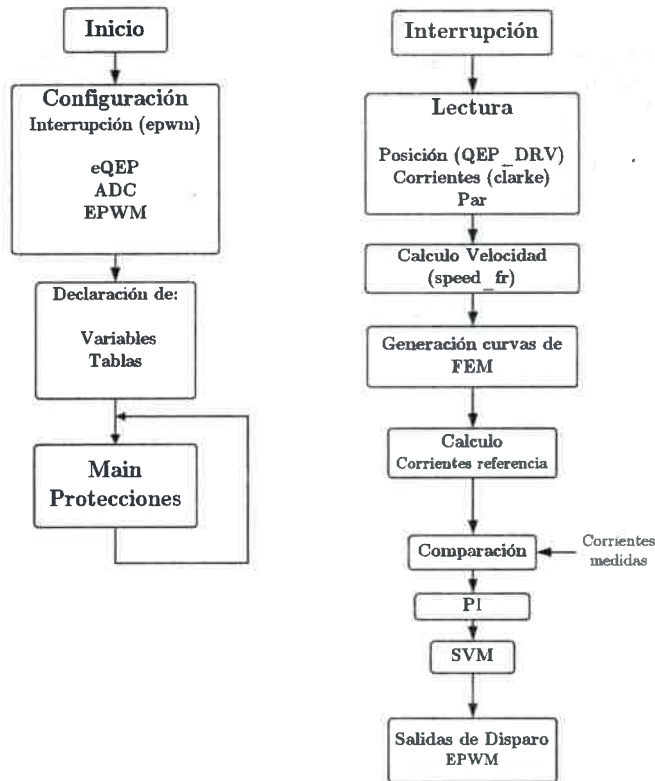 Inicio
Configuración
Interrupción (epwm)
eQEP
ADC
EPWM
Declaración de:
Variables
Tablas
Main
Protecciones
Interrupción
Lectura
Posición (QEP_DRV)
Corrientes (clarke)
Par
Calculo Velocidad
(speed_fr)
Generación curvas de
FEM
Calculo
Corrientes referencia
Comparación
Corrientes
medidas
PI
SVM
Salidas de Disparo
EPWM